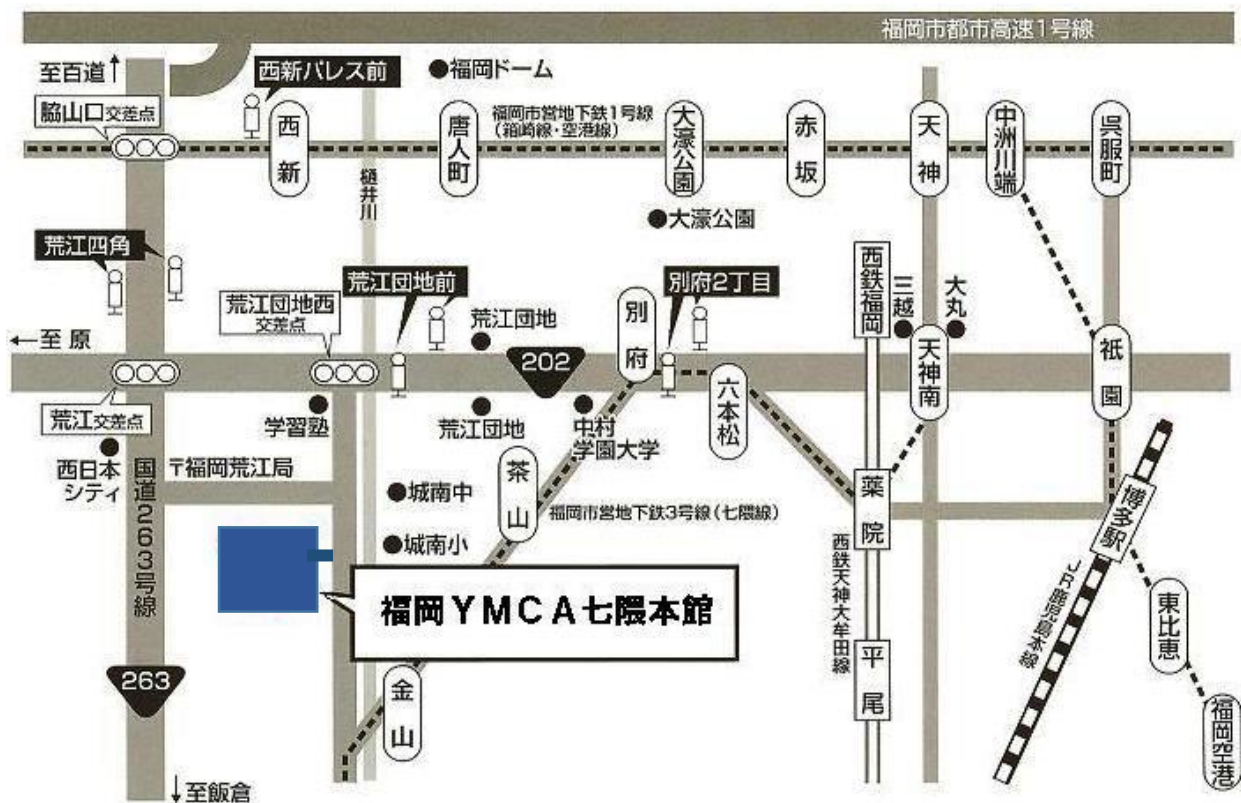 福岡市都市高速1号線
至百道↑
西新パレス前
●福岡ドーム
脇山口交差点
福岡市営地下鉄1号線
(箱崎線・空港線)
西新
唐人町
大濠公園
赤坂
天神
中洲川端
呉服町
樋井川
●大濠公園
荒江四角
荒江団地前
別府2丁目
西鉄福岡
三越
大丸
荒江団地西
交差点
荒江団地
別府
←至 原
202
六本松
天神南
祇園
荒江交差点
学習塾
荒江団地
中村
学園大学
西日本
シティ
国道263号線
〒福岡荒江局
茶山
●城南中
福岡市営地下鉄3号線(七隈線)
薬院
博多駅
●城南小
西鉄天神大牟田線
JR鹿児島本線
福岡YMCA七隈本館
東比恵
平尾
263
金山
福岡空港
↓至飯倉